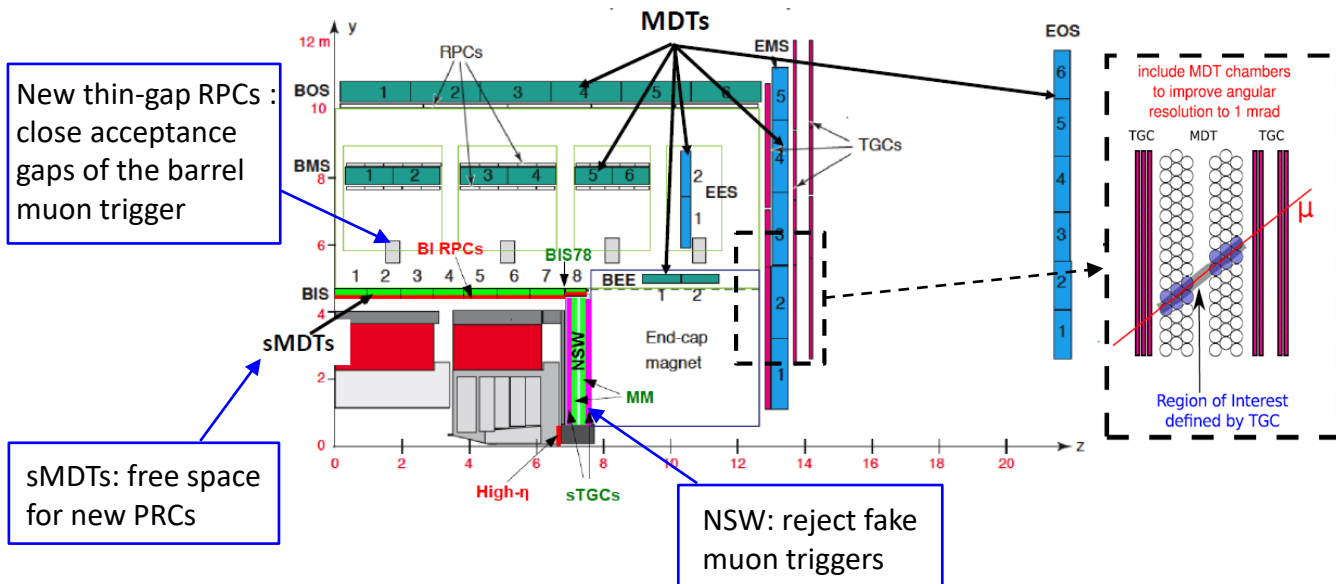 MDTs
y
12 m
RPCs
EMS
EOS
BOS
1 2 3 4 5 6
10
New thin-gap RPCs :
close acceptance
gaps of the barrel
muon trigger
BMS
8
1 2 3 4 5 6
2
EES
1
TGCs
5
4
3
2
1
6
5
4
3
2
1
include MDT chambers
to improve angular
resolution to 1 mrad
TGC MDT TGC
μ
Region of Interest
defined by TGC
6
BI RPCs
BIS78
1 2 3 4 5 6 7 8
BIS
BEE
1 2
4
sMDTs
End-cap
magnet
NSW
2
MM
0
0 2 4 6 8 10 12 14 16 18 20
z
High-η
sTGCs
sMDTs: free space
for new PRCs
NSW: reject fake
muon triggers